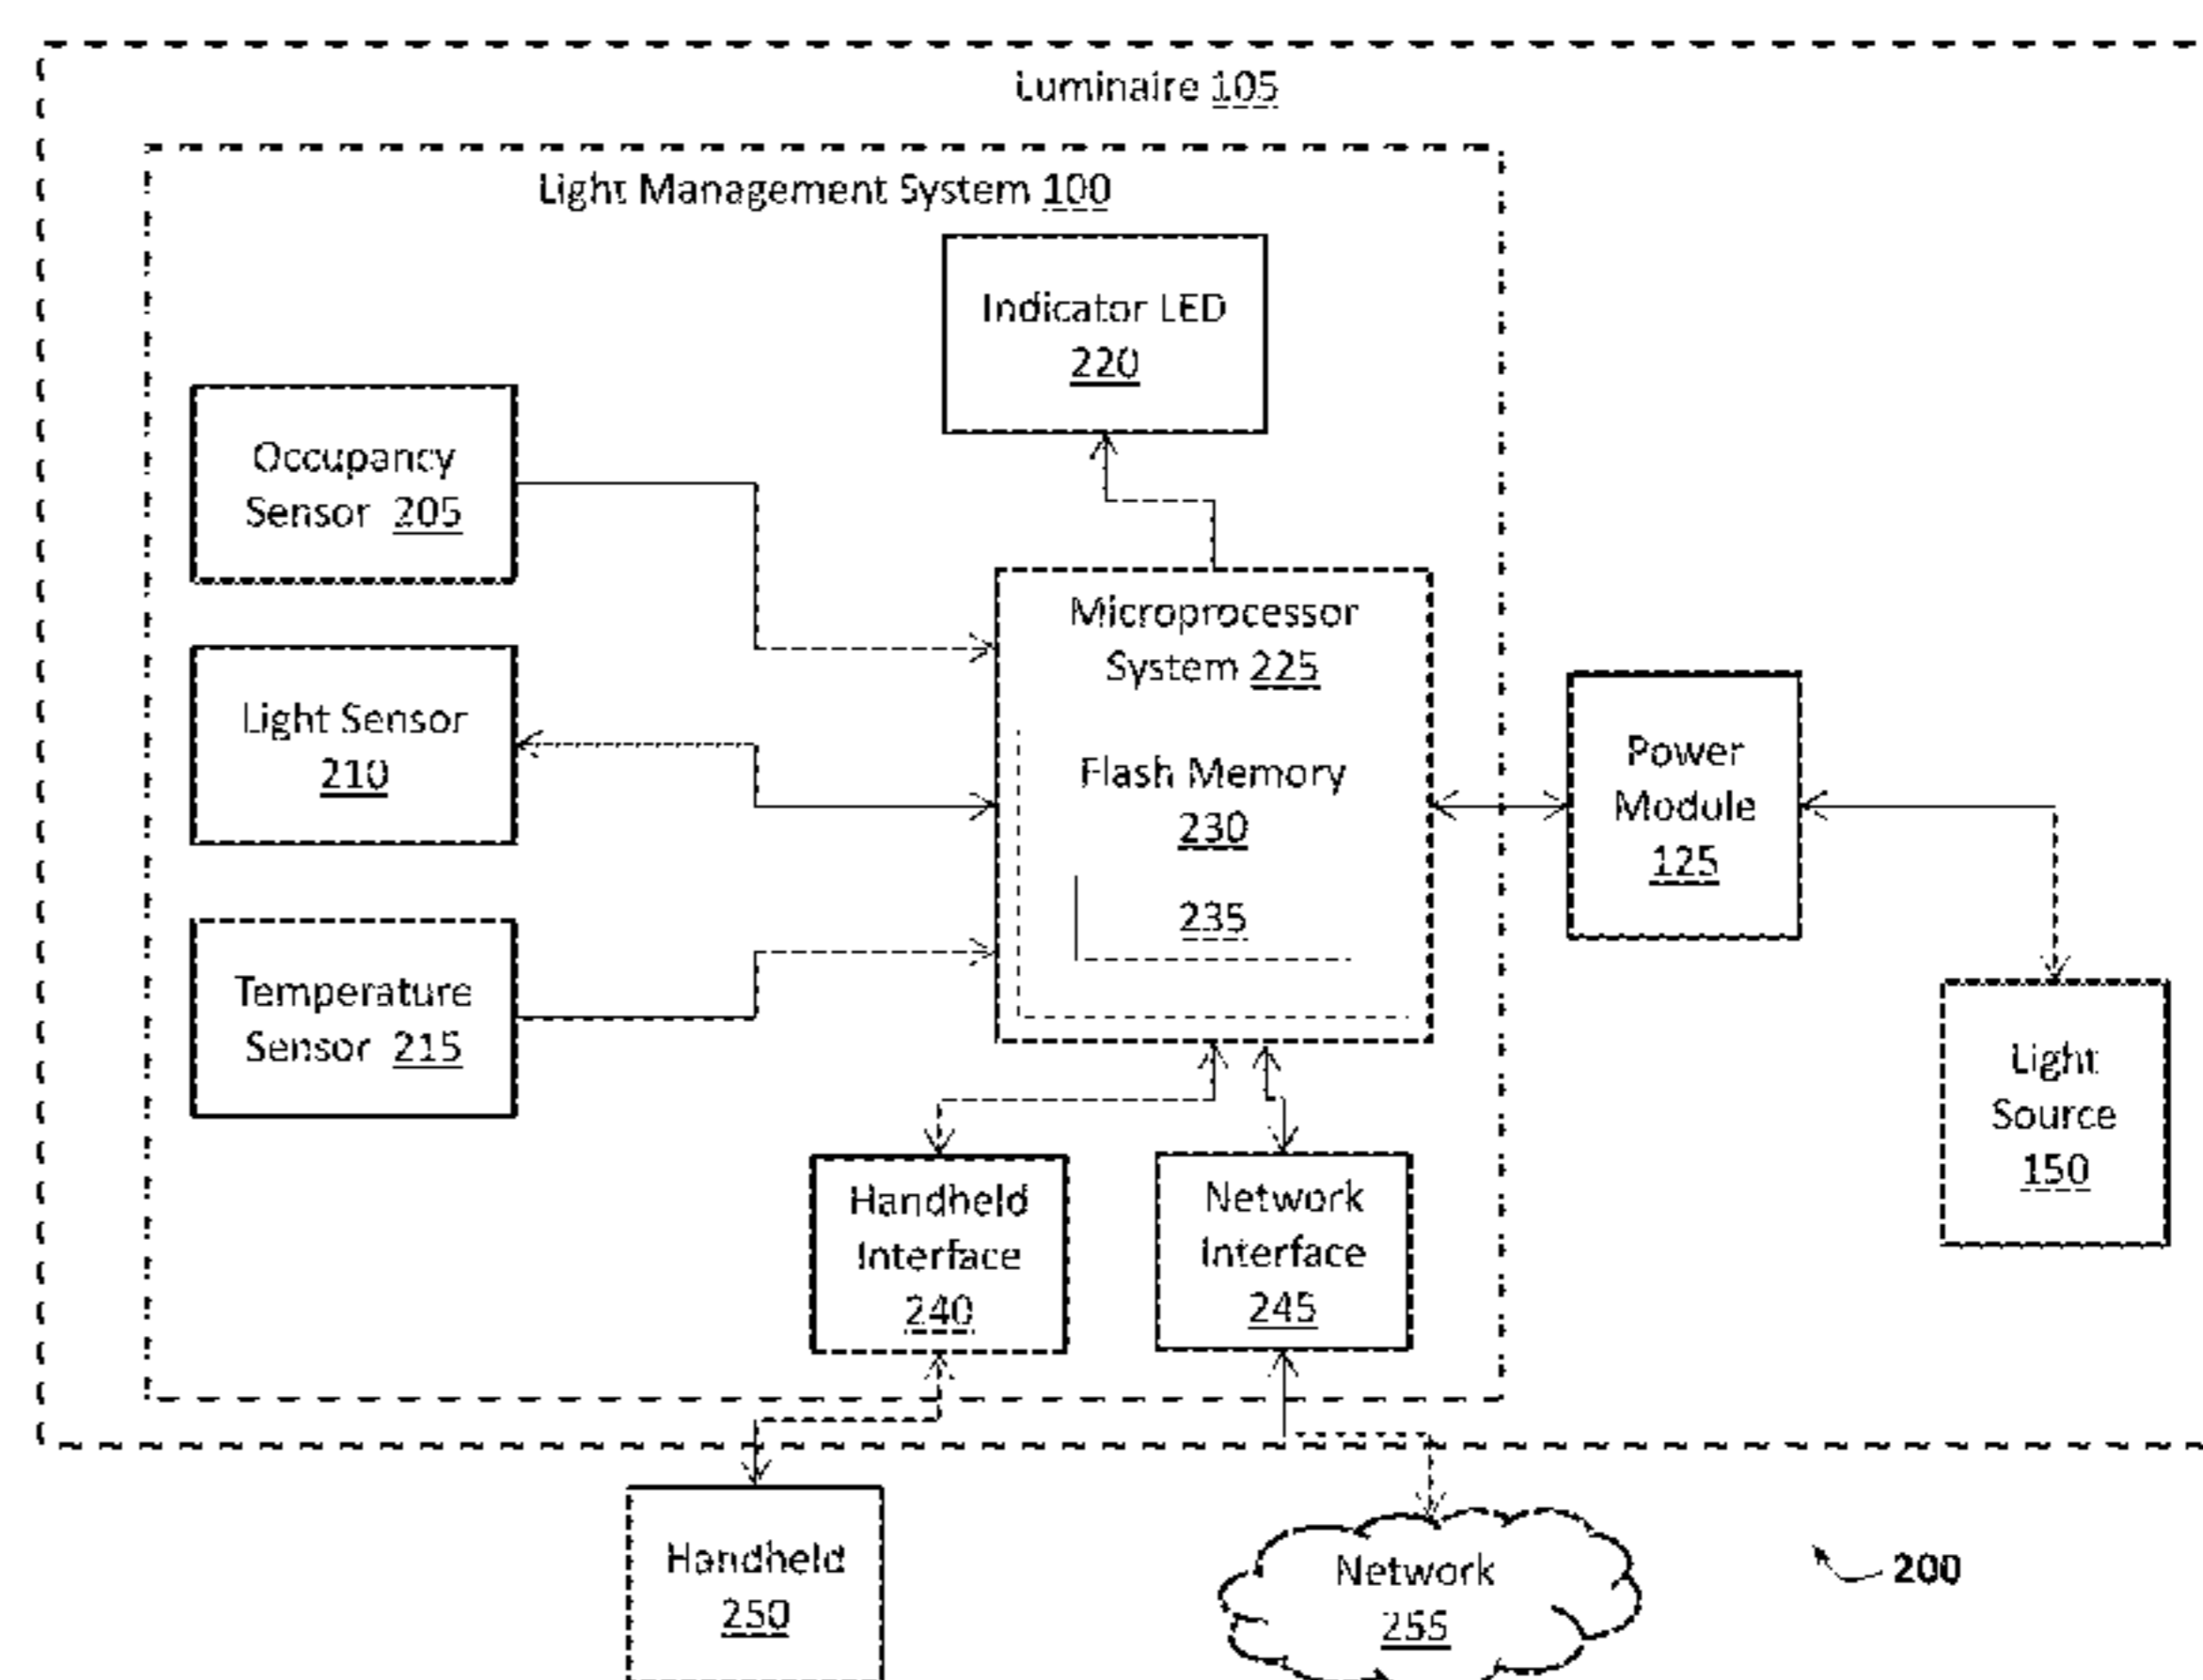 Luminaire 105
Light Management System 100
Indicator LED
220
Occupancy
Sensor 205
Microprocessor
System 225
Light Sensor
210
Flash Memory
230
235
Power
Module
125
Temperature
Sensor 215
Light
Source
150
Handheld
Interface
240
Network
Interface
245
Handheld
250
Network
255
200